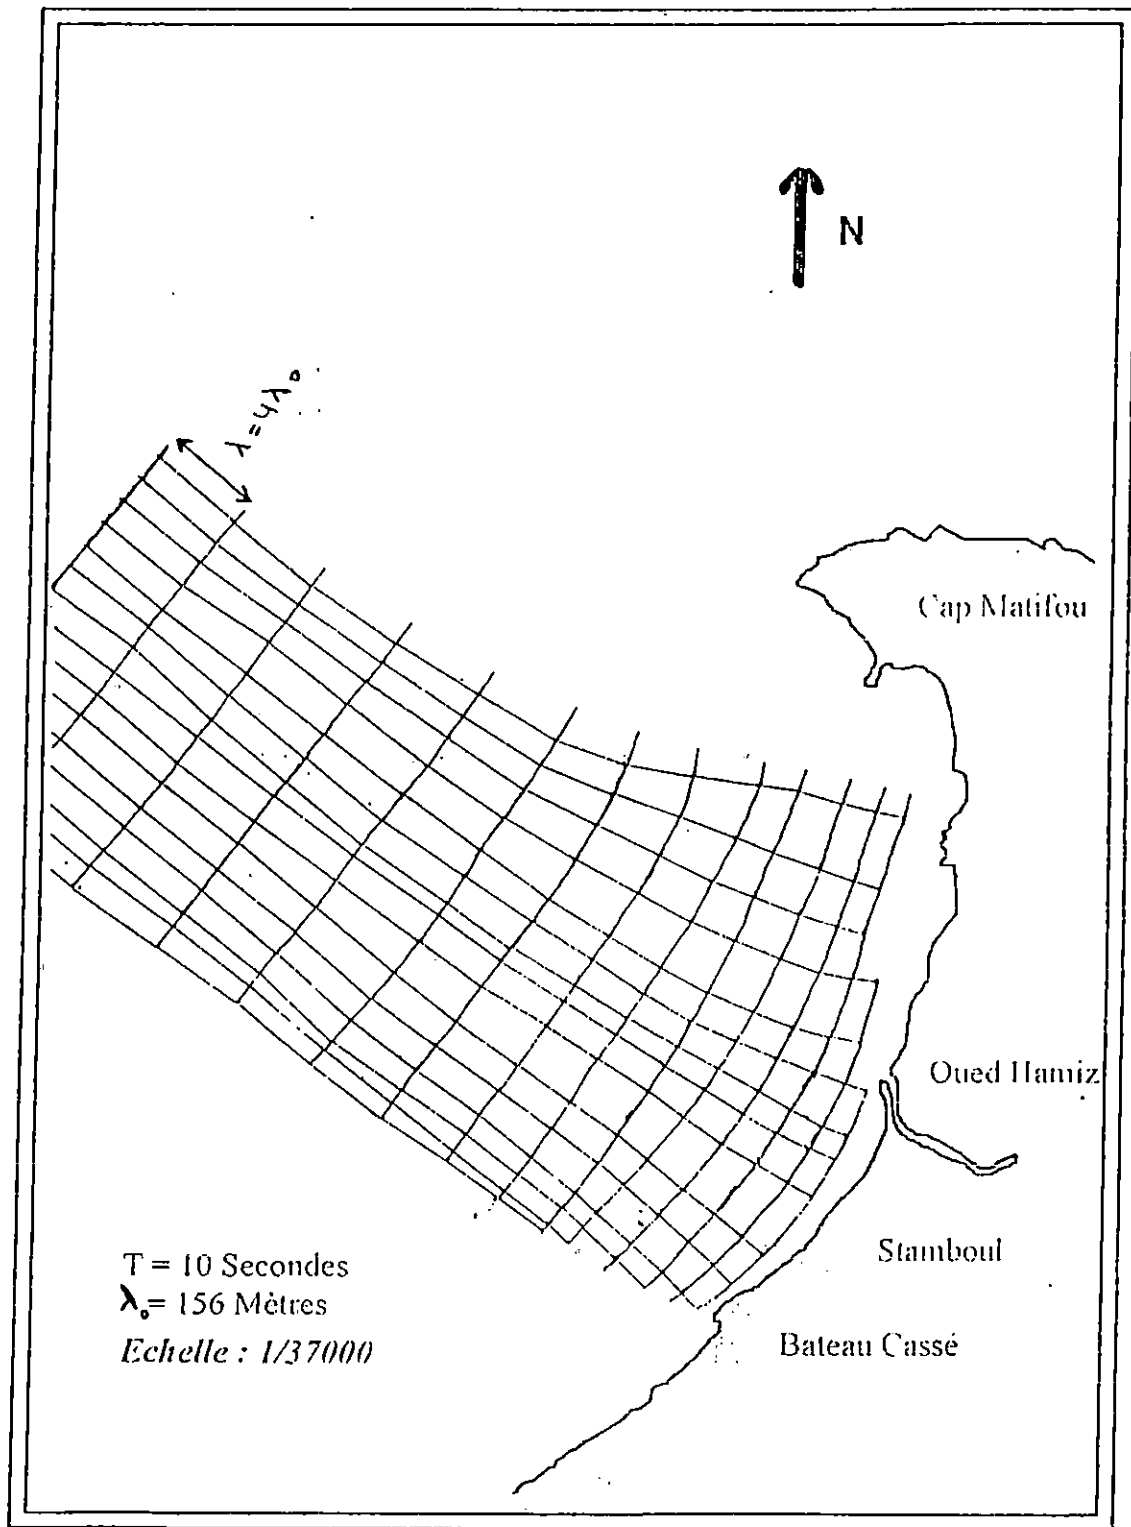 N
λ = 4λ₀
Cap Matifou
Oued Hamiz
Stamboul
T = 10 Secondes
λ₀= 156 Mètres
Echelle : 1/37000
Bateau Cassé